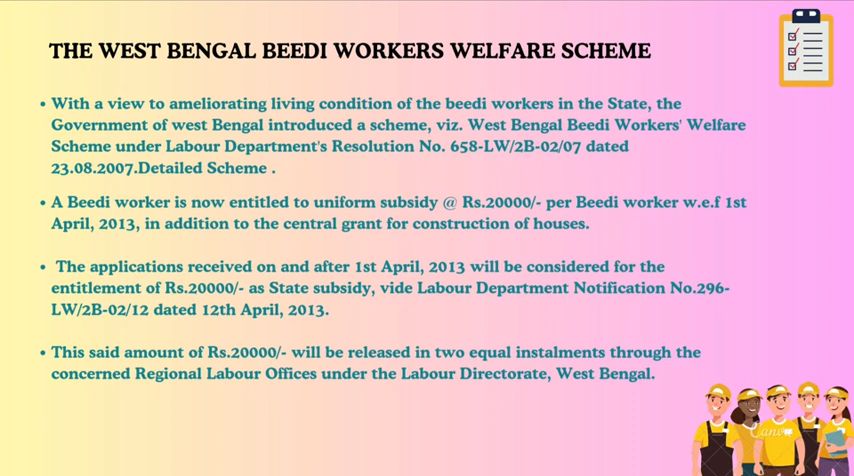 THE WEST BENGAL BEEDI WORKERS WELFARE SCHEME
• With a view to ameliorating living condition of the beedi workers in the State, the
Government of west Bengal introduced a scheme, viz. West Bengal Beedi Workers' Welfare
Scheme under Labour Department's Resolution No. 658-LW/2B-02/07 dated
23.08.2007.Detailed Scheme .
• A Beedi worker is now entitled to uniform subsidy @ Rs.20000/- per Beedi worker w.e.f 1st
April, 2013, in addition to the central grant for construction of houses.
• The applications received on and after 1st April, 2013 will be considered for the
entitlement of Rs.20000/- as State subsidy, vide Labour Department Notification No.296-
LW/2B-02/12 dated 12th April, 2013.
• This said amount of Rs.20000/- will be released in two equal instalments through the
concerned Regional Labour Offices under the Labour Directorate, West Bengal.
Canva